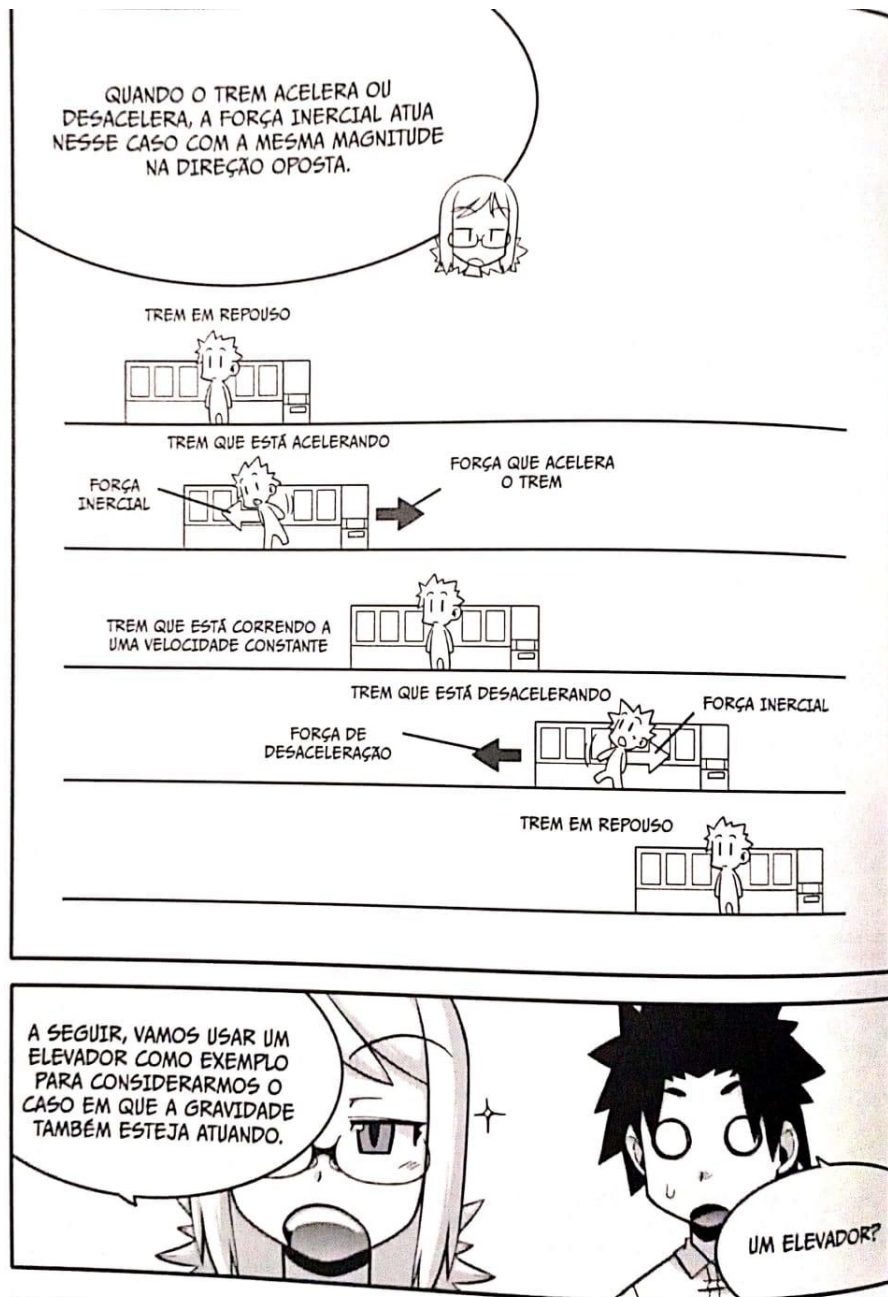 QUANDO O TREM ACELERA OU
DESACELERA, A FORÇA INERCIAL ATUA
NESSE CASO COM A MESMA MAGNITUDE
NA DIREÇÃO OPOSTA.
TREM EM REPOUSO
TREM QUE ESTÁ ACELERANDO
FORÇA
INERCIAL
FORÇA QUE ACELERA
O TREM
TREM QUE ESTÁ CORRENDO A
UMA VELOCIDADE CONSTANTE
TREM QUE ESTÁ DESACELERANDO
FORÇA DE
DESACELERAÇÃO
FORÇA INERCIAL
TREM EM REPOUSO
A SEGUIR, VAMOS USAR UM
ELEVADOR COMO EXEMPLO
PARA CONSIDERARMOS O
CASO EM QUE A GRAVIDADE
TAMBÉM ESTEJA ATUANDO.
UM ELEVADOR?